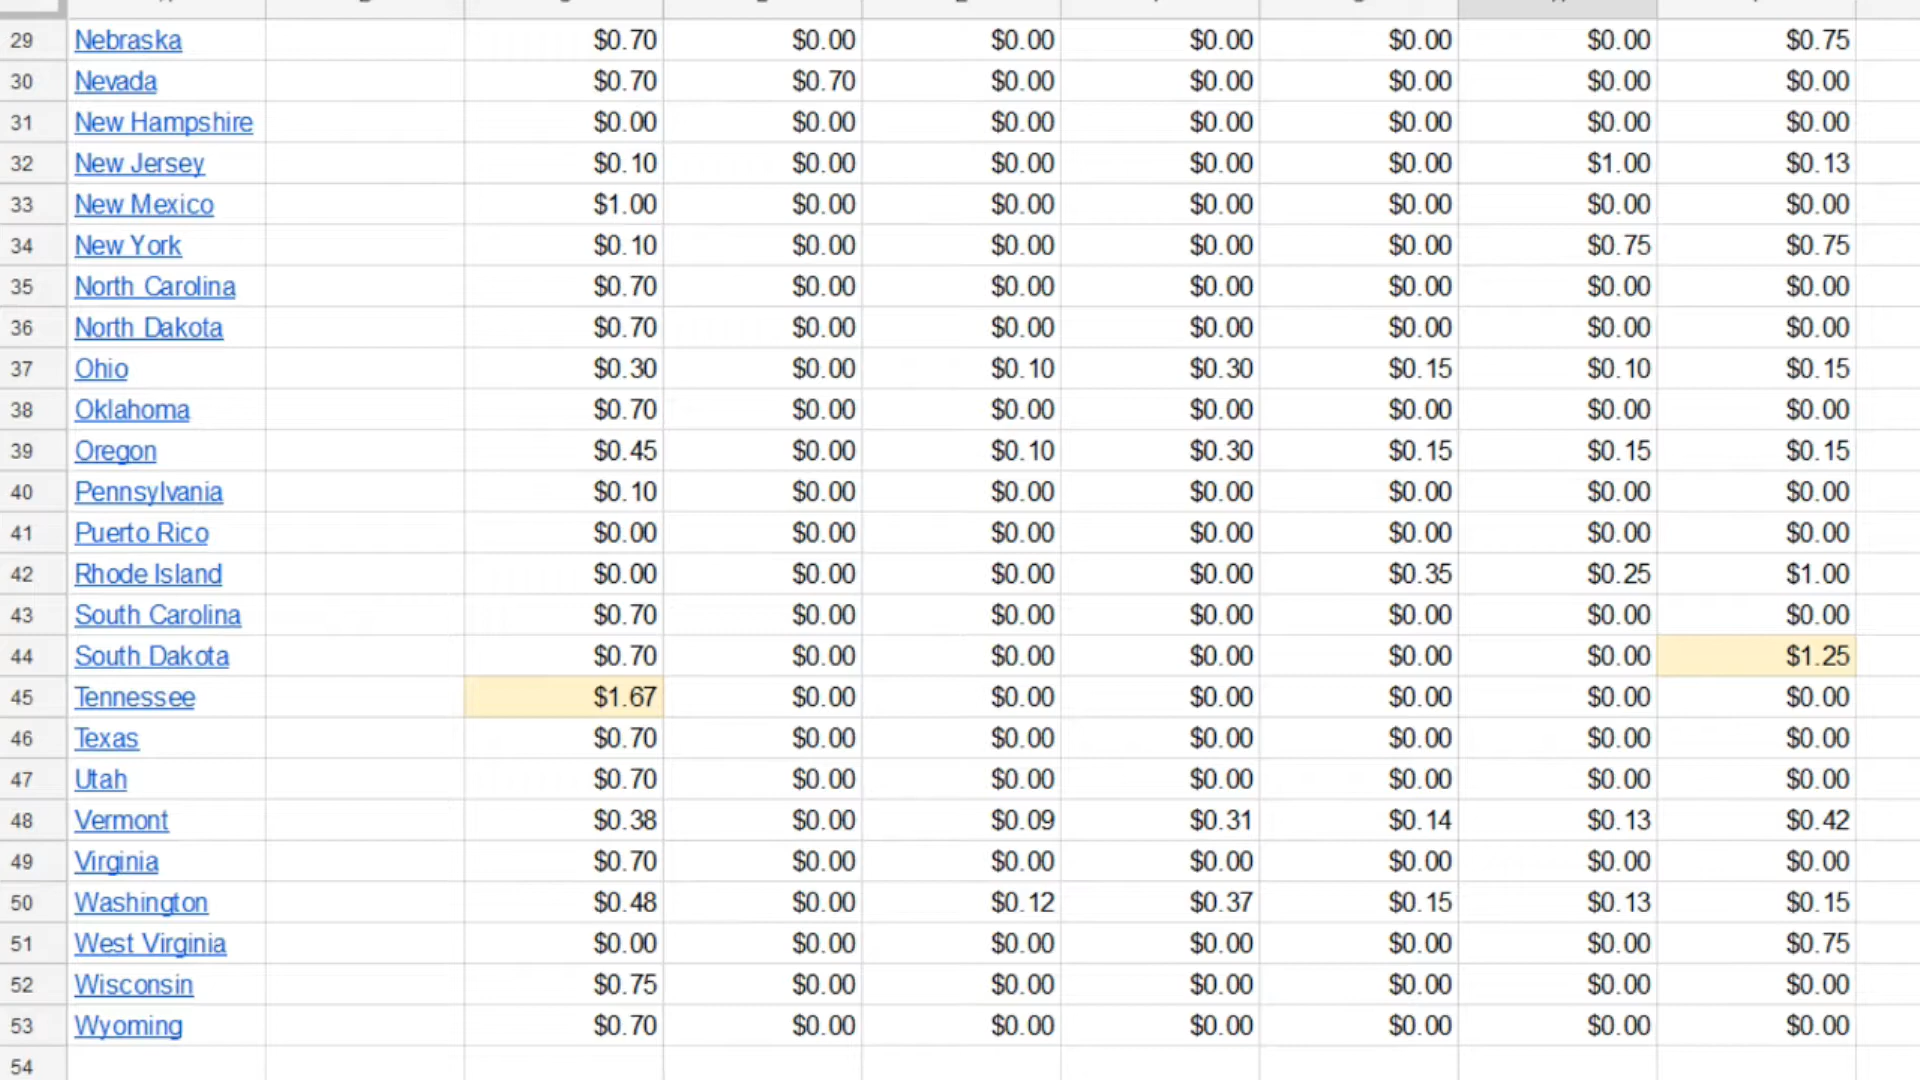 29 Nebraska $0.70 $0.00 $0.00 $0.00 $0.00 $0.00 $0.75
30 Nevada $0.70 $0.70 $0.00 $0.00 $0.00 $0.00 $0.00
31 New Hampshire $0.00 $0.00 $0.00 $0.00 $0.00 $0.00 $0.00
32 New Jersey $0.10 $0.00 $0.00 $0.00 $0.00 $1.00 $0.13
33 New Mexico $1.00 $0.00 $0.00 $0.00 $0.00 $0.00 $0.00
34 New York $0.10 $0.00 $0.00 $0.00 $0.00 $0.75 $0.75
35 North Carolina $0.70 $0.00 $0.00 $0.00 $0.00 $0.00 $0.00
36 North Dakota $0.70 $0.00 $0.00 $0.00 $0.00 $0.00 $0.00
37 Ohio $0.30 $0.00 $0.10 $0.30 $0.15 $0.10 $0.15
38 Oklahoma $0.70 $0.00 $0.00 $0.00 $0.00 $0.00 $0.00
39 Oregon $0.45 $0.00 $0.10 $0.30 $0.15 $0.15 $0.15
40 Pennsylvania $0.10 $0.00 $0.00 $0.00 $0.00 $0.00 $0.00
41 Puerto Rico $0.00 $0.00 $0.00 $0.00 $0.00 $0.00 $0.00
42 Rhode Island $0.00 $0.00 $0.00 $0.00 $0.35 $0.25 $1.00
43 South Carolina $0.70 $0.00 $0.00 $0.00 $0.00 $0.00 $0.00
44 South Dakota $0.70 $0.00 $0.00 $0.00 $0.00 $0.00 $1.25
45 Tennessee $1.67 $0.00 $0.00 $0.00 $0.00 $0.00 $0.00
46 Texas $0.70 $0.00 $0.00 $0.00 $0.00 $0.00 $0.00
47 Utah $0.70 $0.00 $0.00 $0.00 $0.00 $0.00 $0.00
48 Vermont $0.38 $0.00 $0.09 $0.31 $0.14 $0.13 $0.42
49 Virginia $0.70 $0.00 $0.00 $0.00 $0.00 $0.00 $0.00
50 Washington $0.48 $0.00 $0.12 $0.37 $0.15 $0.13 $0.15
51 West Virginia $0.00 $0.00 $0.00 $0.00 $0.00 $0.00 $0.75
52 Wisconsin $0.75 $0.00 $0.00 $0.00 $0.00 $0.00 $0.00
53 Wyoming $0.70 $0.00 $0.00 $0.00 $0.00 $0.00 $0.00
54